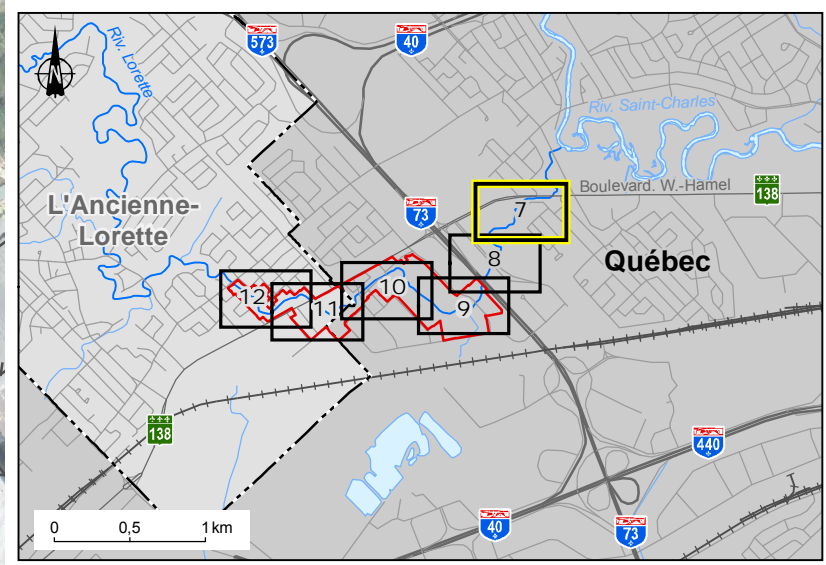 573
40
Riv. Lorette
Riv. Saint-Charles
Boulevard. W.-Hamel
138
L'Ancienne-
Lorette
73
7
Québec
8
12
11
10
9
138
440
40
73
0 0,5 1 km